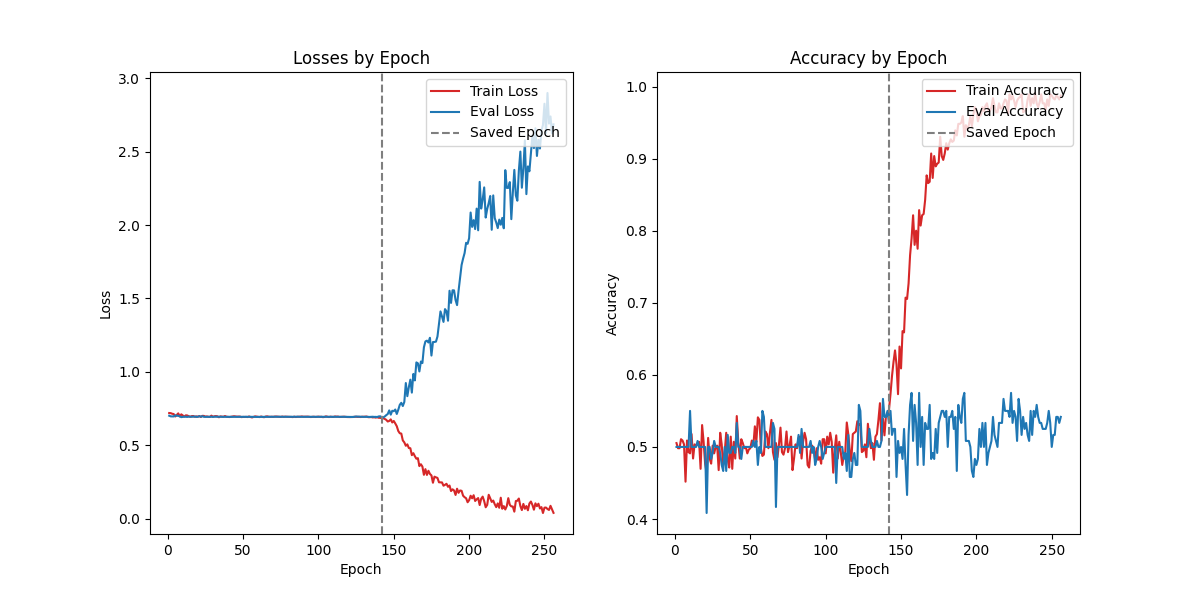 Losses by Epoch
3.0
2.5
2.0
1.5
1.0
0.5
0.0
Loss
0 50 100 150 200 250
Epoch
Train Loss
Eval Loss
Saved Epoch
Accuracy by Epoch
1.0
0.9
0.8
0.7
0.6
0.5
0.4
Accuracy
0 50 100 150 200 250
Epoch
Train Accuracy
Eval Accuracy
Saved Epoch